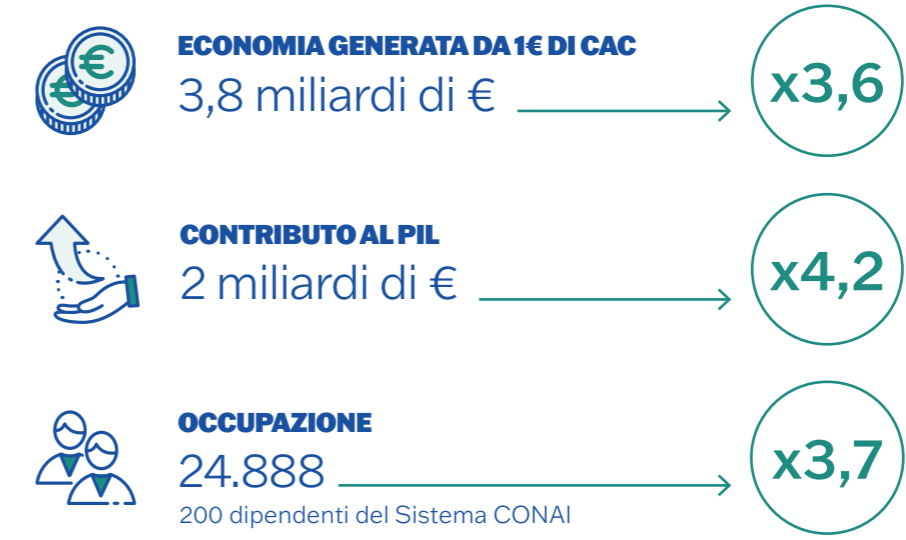 ECONOMIA GENERATA DA 1€ DI CAC
3,8 miliardi di €
x3,6
CONTRIBUTO AL PIL
2 miliardi di €
x4,2
OCCUPAZIONE
24.888
200 dipendenti del Sistema CONAI
x3,7